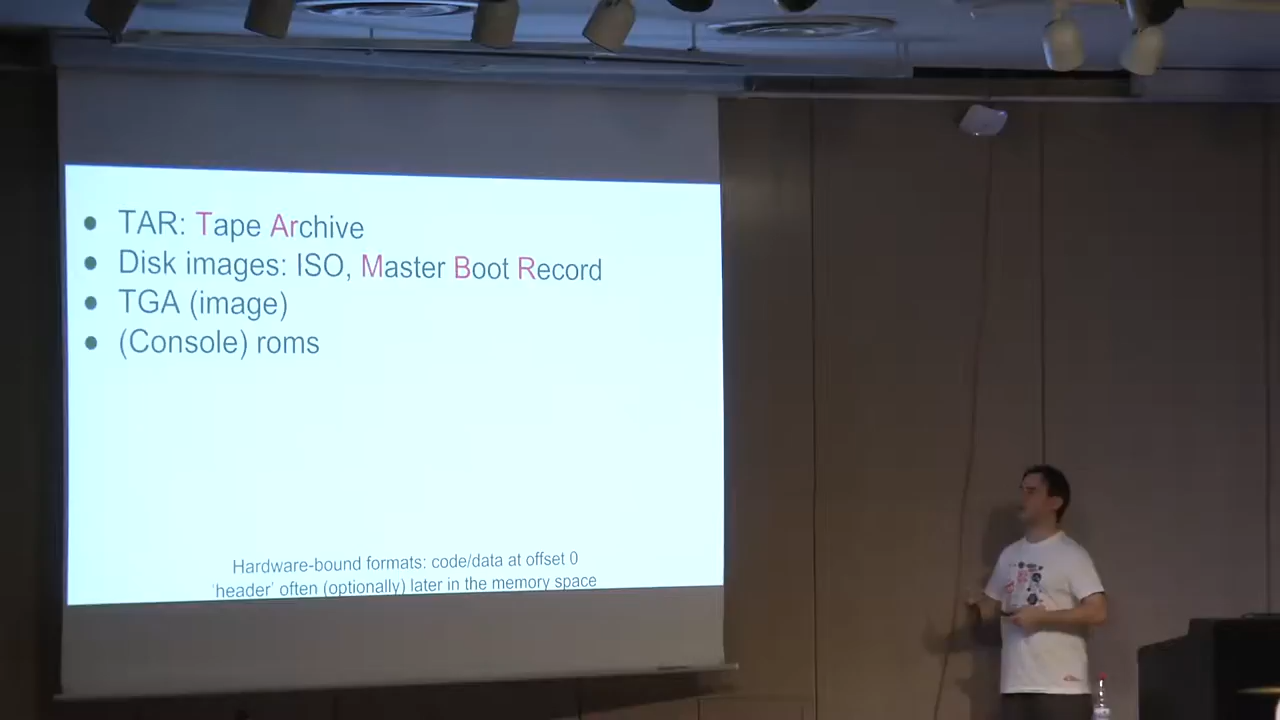 ● TAR: Tape Archive
● Disk images: ISO, Master Boot Record
● TGA (image)
● (Console) roms
Hardware-bound formats: code/data at offset 0
'header' often (optionally) later in the memory space